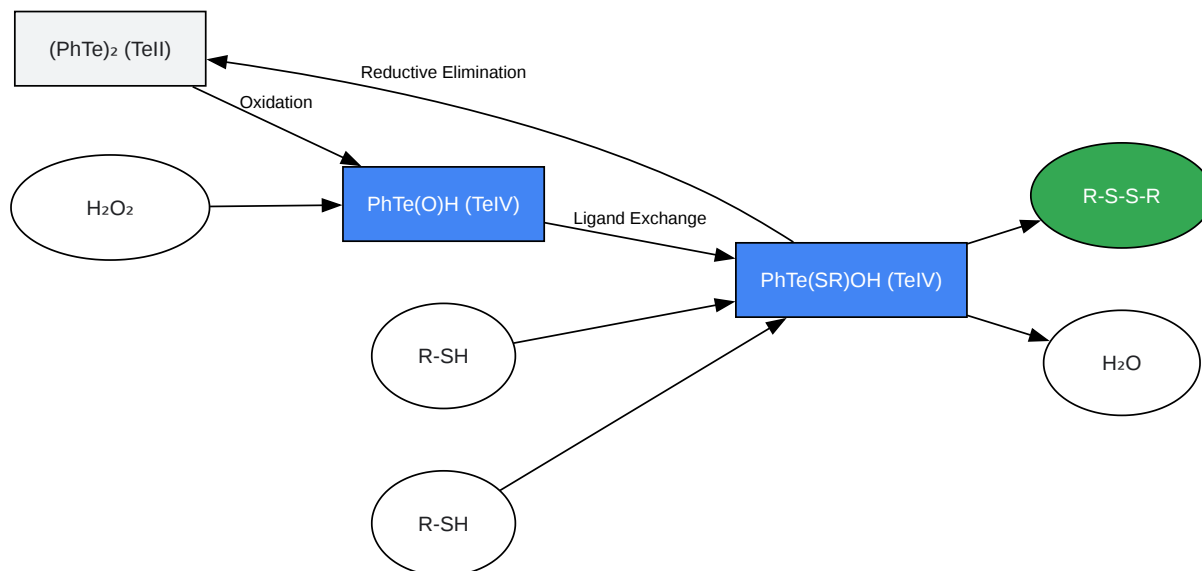 (PhTe)₂ (TeII)
Reductive Elimination
Oxidation
H₂O₂
PhTe(O)H (TeIV)
Ligand Exchange
R-S-S-R
PhTe(SR)OH (TeIV)
R-SH
H₂O
R-SH